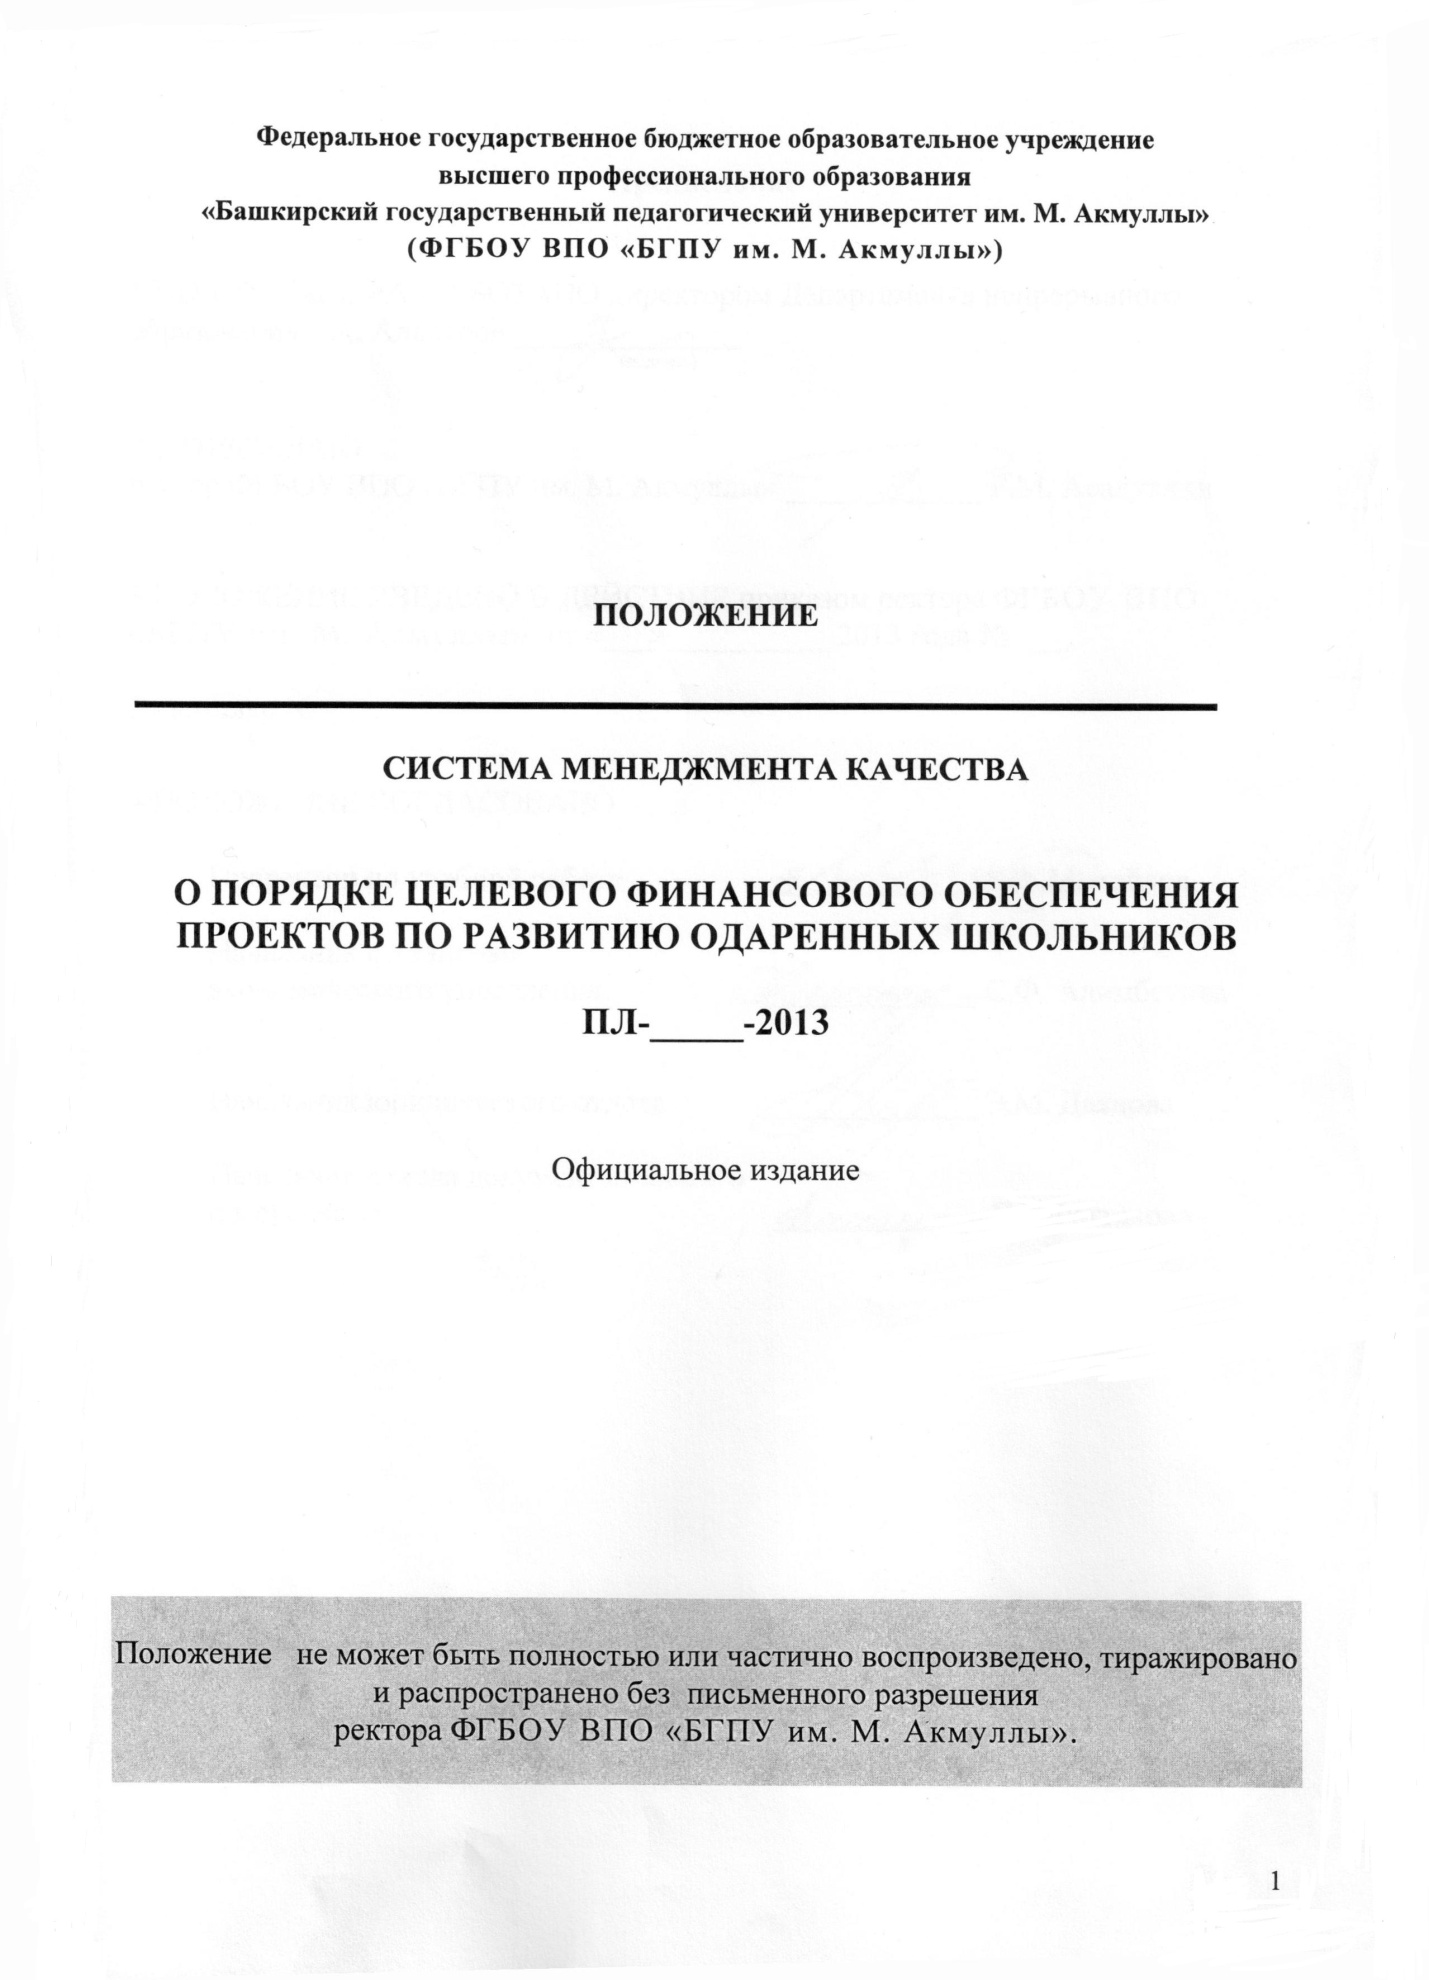 Федеральное государственное бюджетное образовательное учреждение
высшего профессионального образования
«Башкирский государственный педагогический университет им. М. Акмуллы»
(ФГБОУ ВПО «БГПУ им. М. Акмуллы»)
ПОЛОЖЕНИЕ
СИСТЕМА МЕНЕДЖМЕНТА КАЧЕСТВА
О ПОРЯДКЕ ЦЕЛЕВОГО ФИНАНСОВОГО ОБЕСПЕЧЕНИЯ
ПРОЕКТОВ ПО РАЗВИТИЮ ОДАРЕННЫХ ШКОЛЬНИКОВ
ПЛ-_____-2013
Официальное издание
Положение не может быть полностью или частично воспроизведено, тиражировано
и распространено без письменного разрешения
ректора ФГБОУ ВПО «БГПУ им. М. Акмуллы».
1